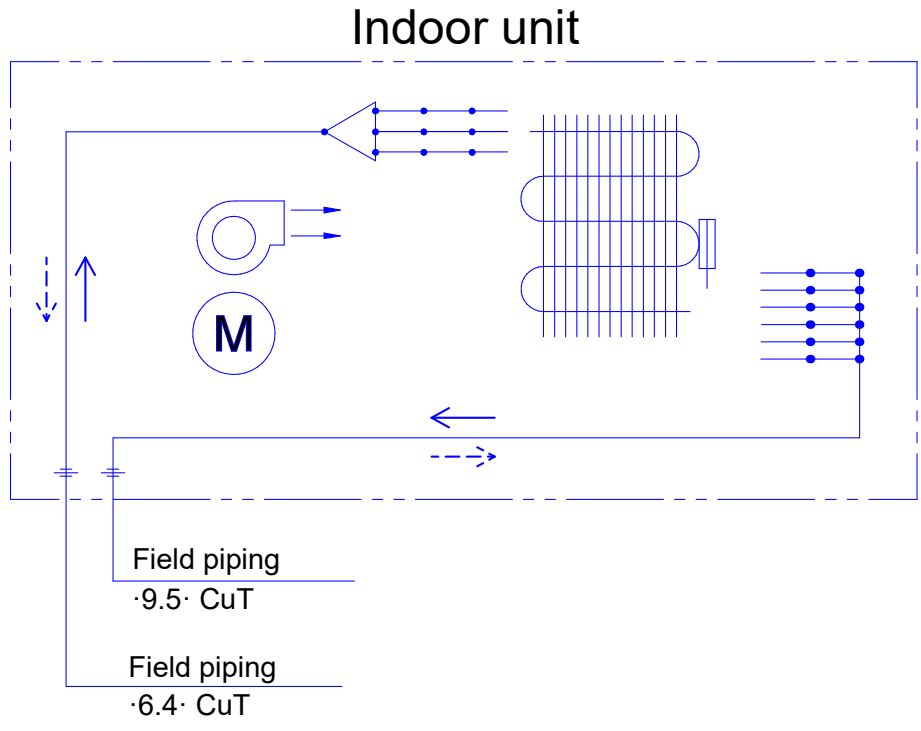 Indoor unit
M
Field piping
·9.5· CuT
Field piping
·6.4· CuT